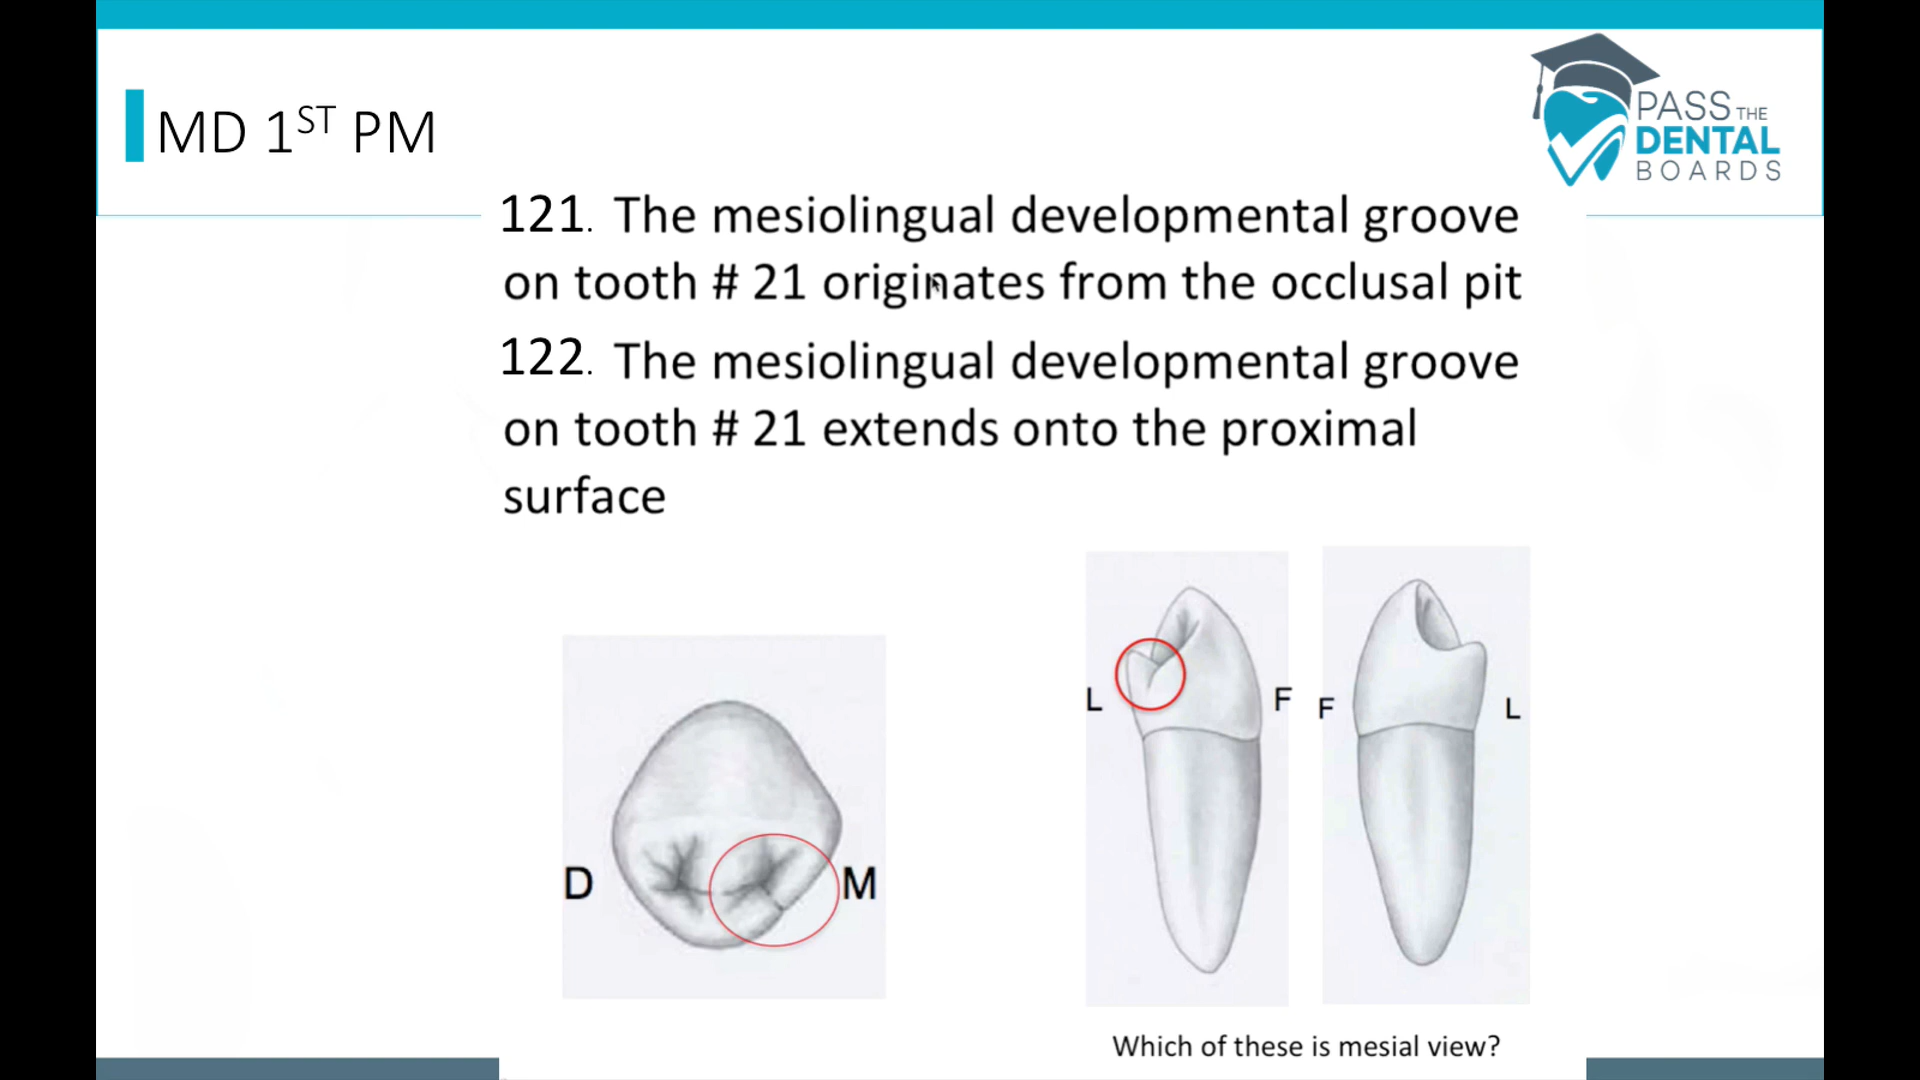 MD 1ST PM
PASS THE
DENTAL
BOARDS
121. The mesiolingual developmental groove
on tooth # 21 originates from the occlusal pit
122. The mesiolingual developmental groove
on tooth # 21 extends onto the proximal
surface
D
M
L
F
F
L
Which of these is mesial view?